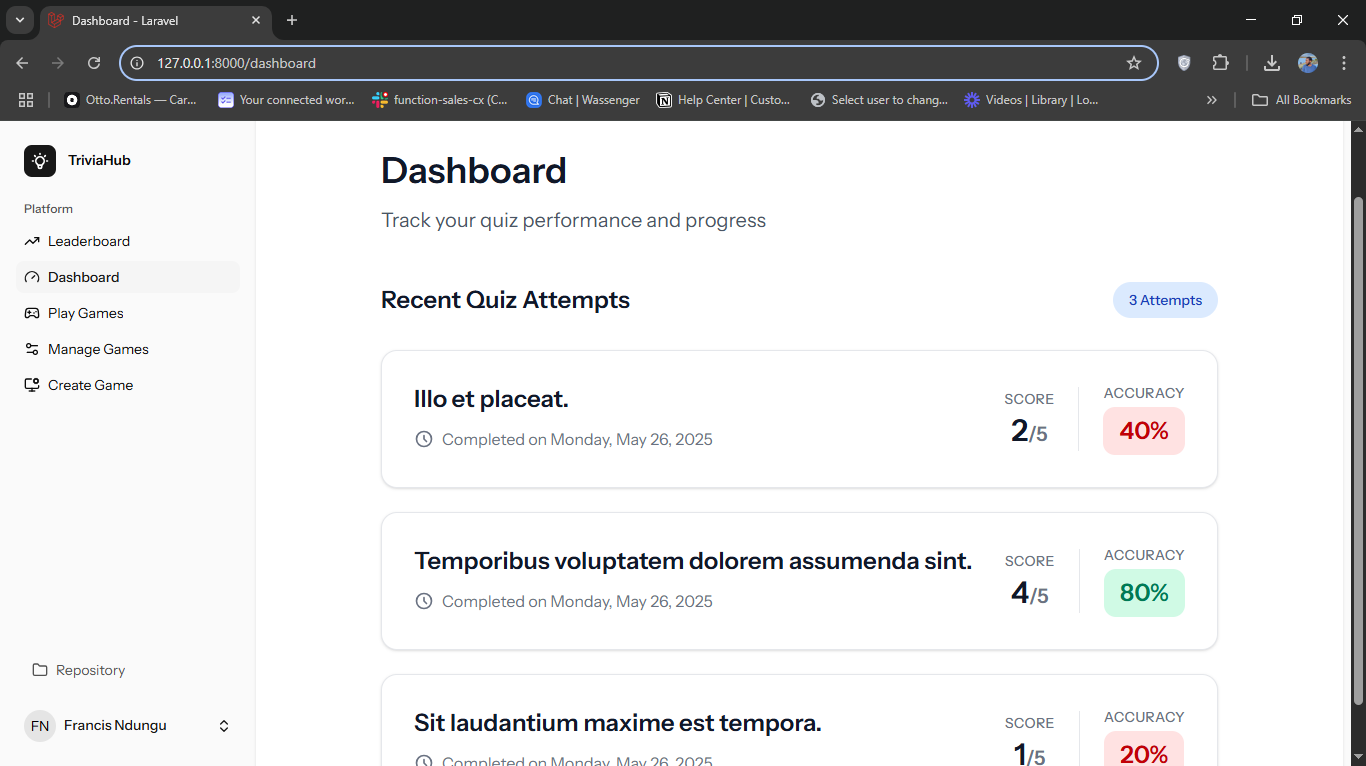 Dashboard - Laravel
127.0.0.1:8000/dashboard
Otto.Rentals — Car...
Your connected wor...
function-sales-cx (C...
Chat | Wassenger
Help Center | Custo...
Select user to chang...
Videos | Library | Lo...
»
All Bookmarks
TriviaHub
Platform
Leaderboard
Dashboard
Play Games
Manage Games
Create Game
Repository
FN
Francis Ndungu
Dashboard
Track your quiz performance and progress
Recent Quiz Attempts
3 Attempts
Illo et placeat.
Completed on Monday, May 26, 2025
SCORE
2/5
ACCURACY
40%
Temporibus voluptatem dolorem assumenda sint.
Completed on Monday, May 26, 2025
SCORE
4/5
ACCURACY
80%
Sit laudantium maxime est tempora.
Completed on Monday, May 26, 2025
SCORE
1/5
ACCURACY
20%